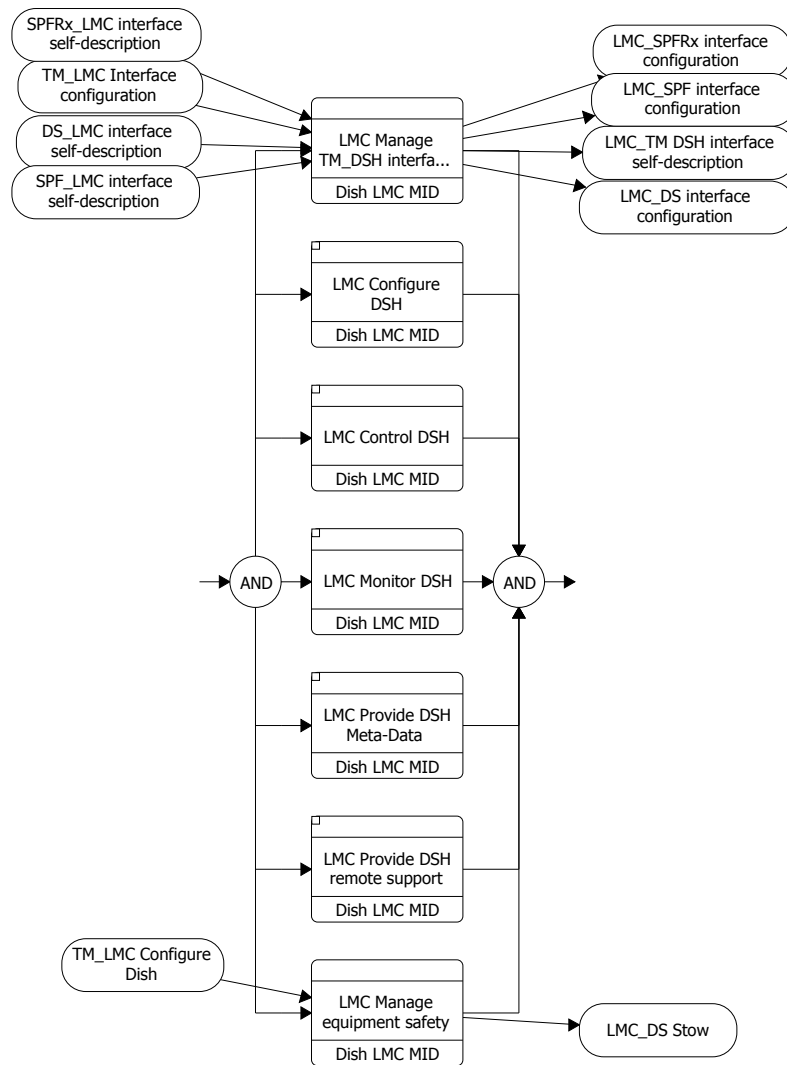 SPFRx_LMC interface
self-description
TM_LMC Interface
configuration
DS_LMC interface
self-description
SPF_LMC interface
self-description
LMC Manage
TM_DSH interfa...
Dish LMC MID
LMC_SPFRx interface
configuration
LMC_SPF interface
configuration
LMC_TM DSH interface
self-description
LMC_DS interface
configuration
LMC Configure
DSH
Dish LMC MID
LMC Control DSH
Dish LMC MID
AND
LMC Monitor DSH
Dish LMC MID
AND
LMC Provide DSH
Meta-Data
Dish LMC MID
LMC Provide DSH
remote support
Dish LMC MID
TM_LMC Configure
Dish
LMC Manage
equipment safety
Dish LMC MID
LMC_DS Stow